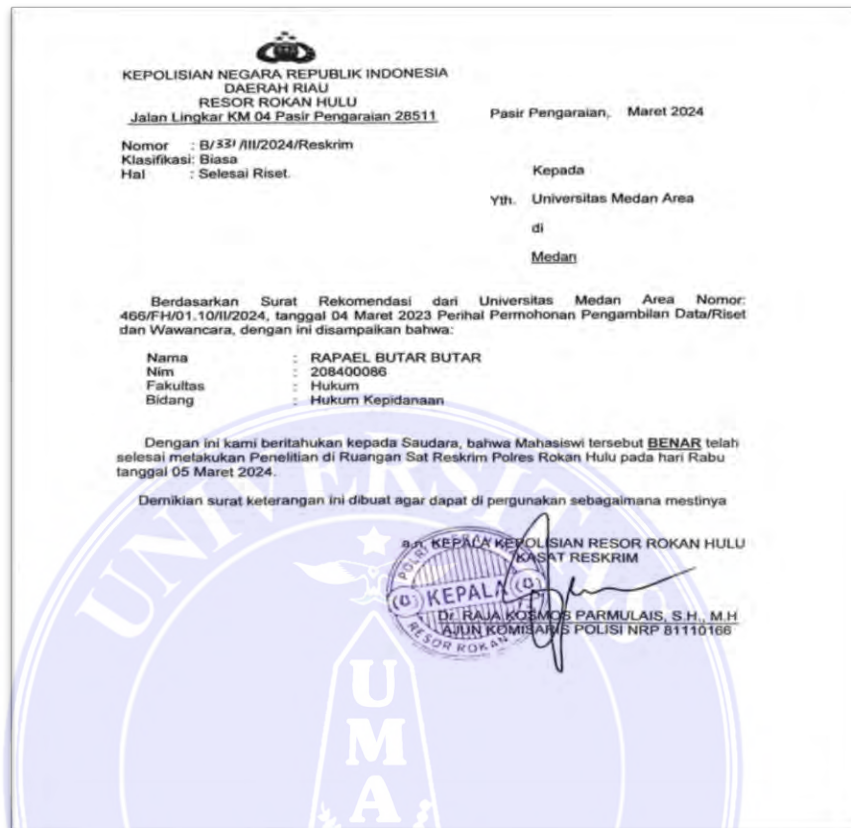 KEPOLISIAN NEGARA REPUBLIK INDONESIA
DAERAH RIAU
RESOR ROKAN HULU
Jalan Lingkar KM 04 Pasir Pengaraian 28511
Pasir Pengaraian, Maret 2024
Nomor : B/331/III/2024/Reskrim
Klasifikasi: Biasa
Hal : Selesai Riset.
Kepada
Yth. Universitas Medan Area
di
Medan
Berdasarkan Surat Rekomendasi dari Universitas Medan Area Nomor:
466/FH/01.10/II/2024, tanggal 04 Maret 2023 Perihal Permohonan Pengambilan Data/Riset
dan Wawancara, dengan ini disampaikan bahwa:
Nama : RAPAEL BUTAR BUTAR
Nim : 208400086
Fakultas : Hukum
Bidang : Hukum Kepidanaan
Dengan ini kami beritahukan kepada Saudara, bahwa Mahasiswi tersebut BENAR telah
selesai melakukan Penelitian di Ruangan Sat Reskrim Polres Rokan Hulu pada hari Rabu
tanggal 05 Maret 2024.
Demikian surat keterangan ini dibuat agar dapat di pergunakan sebagaimana mestinya
a.n. KEPALA KEPOLISIAN RESOR ROKAN HULU
KASAT RESKRIM
KEPALA
RESOR ROKAN
Dr. RAJA KOSMOS PARMULAIS, S.H., M.H
AJUN KOMISARIS POLISI NRP 81110166
UNIVERSITAS
UMA